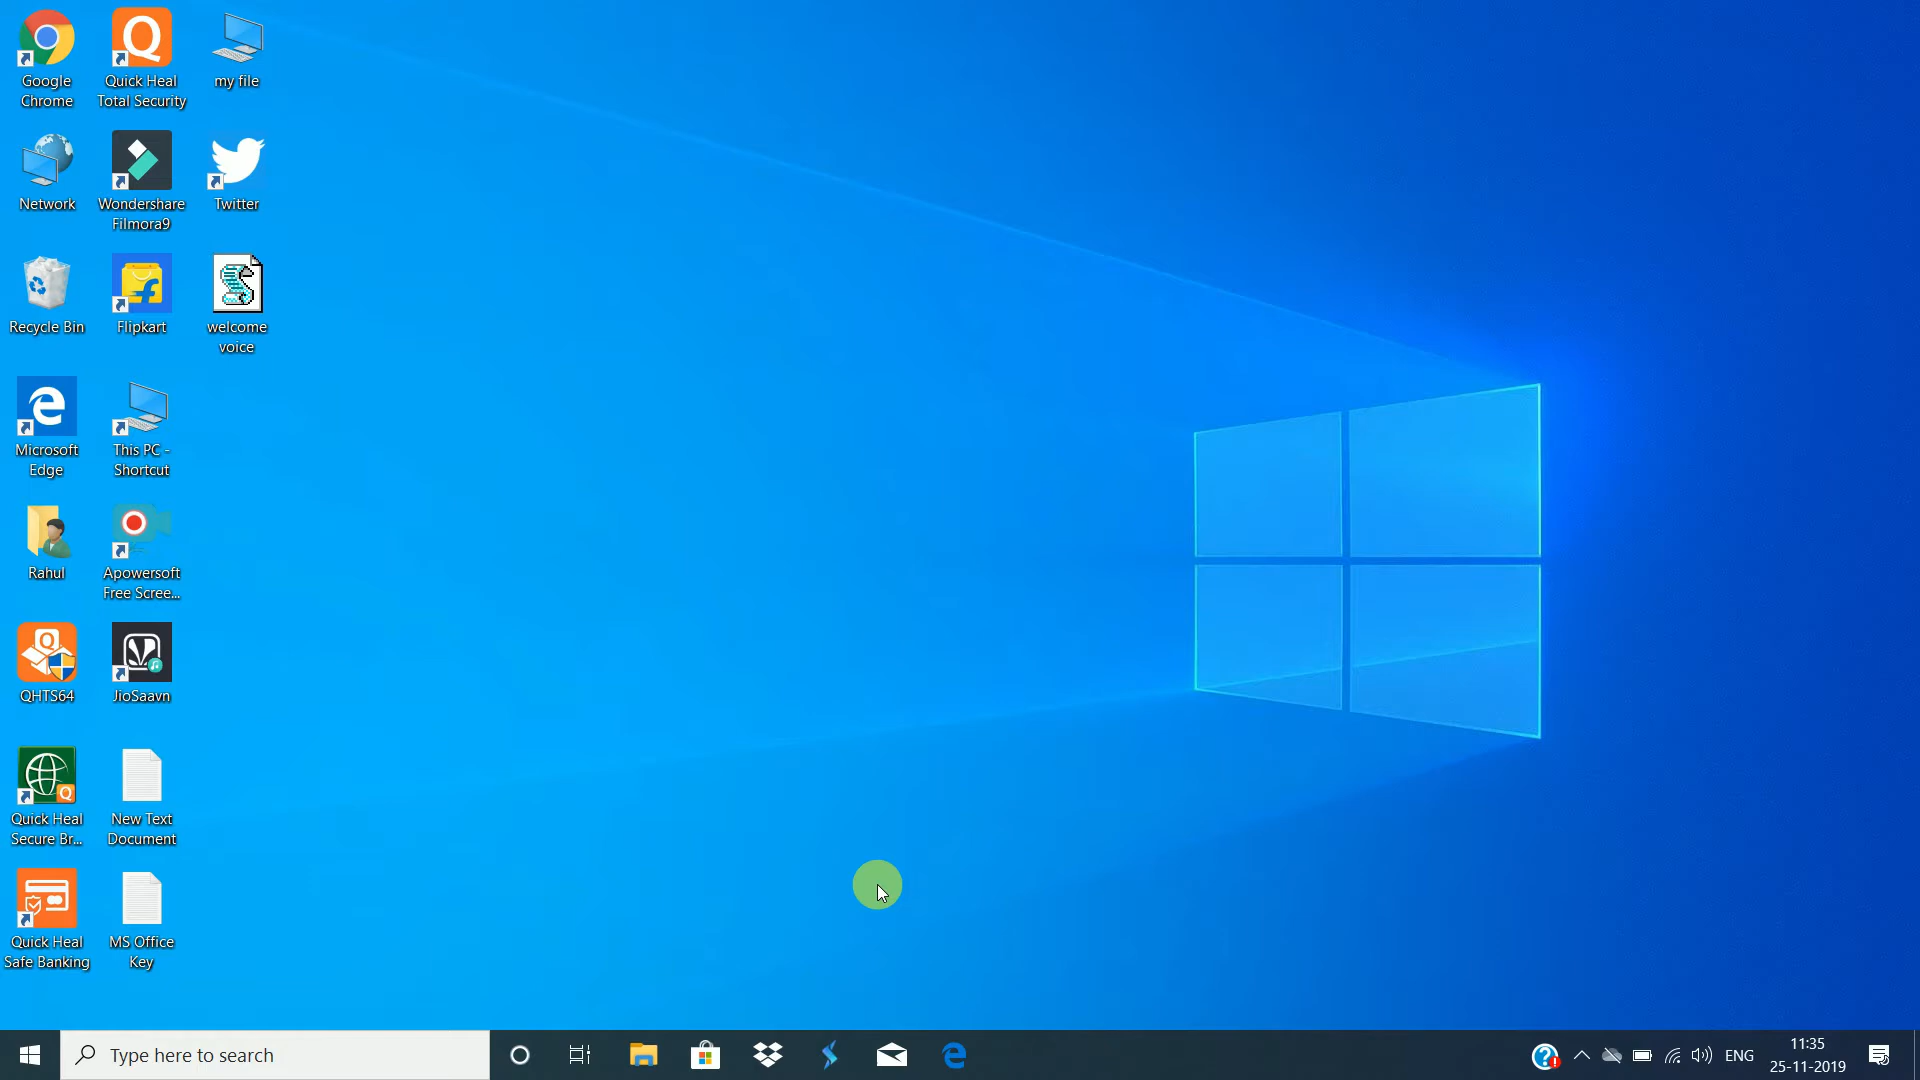 Google
Chrome
Quick Heal
Total Security
my file
Network
Wondershare
Filmora9
Twitter
Recycle Bin
Flipkart
welcome
voice
Microsoft
Edge
This PC -
Shortcut
Rahul
Apowersoft
Free Scree...
QHTS64
JioSaavn
Quick Heal
Secure Br...
New Text
Document
Quick Heal
Safe Banking
MS Office
Key
Type here to search
ENG
11:35
25-11-2019